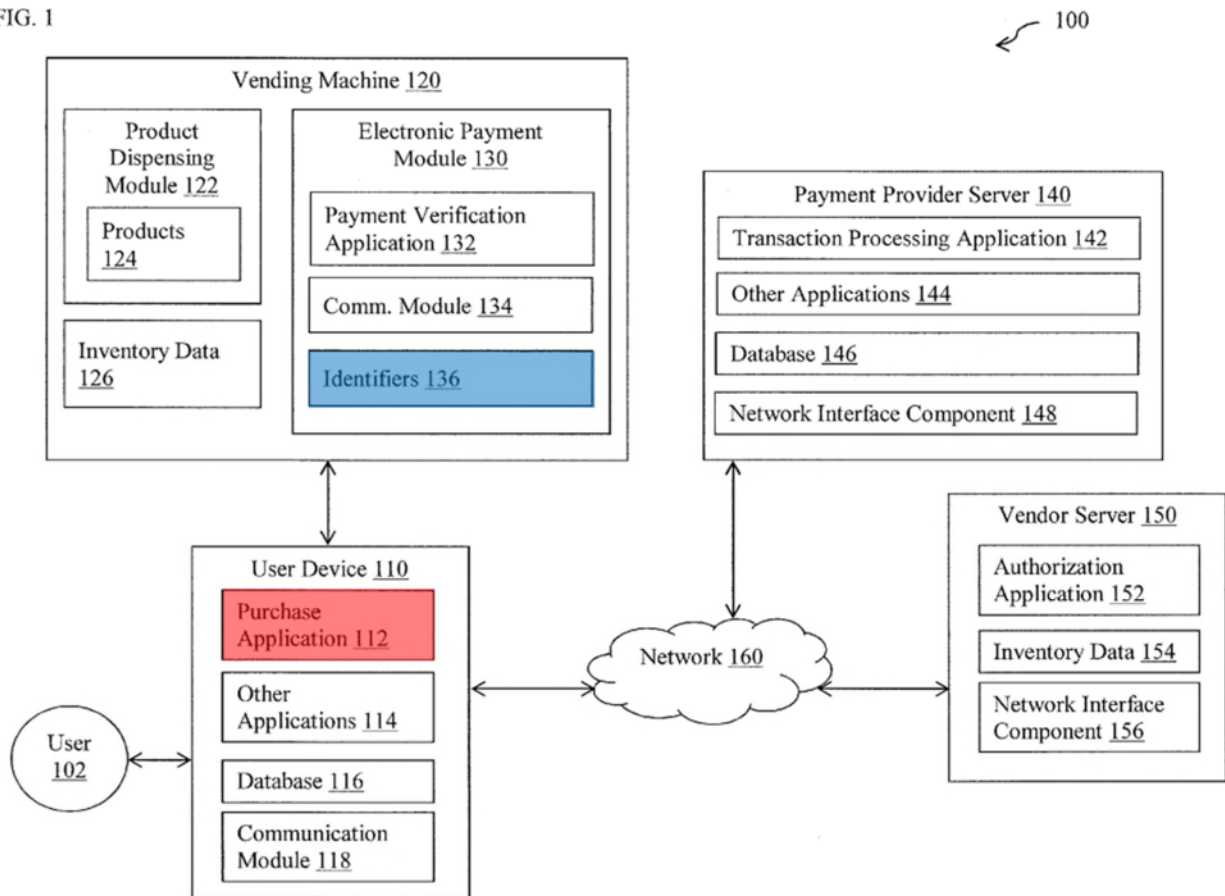 FIG. 1
100
Vending Machine 120
Product
Dispensing
Module 122
Products
124
Inventory Data
126
Electronic Payment
Module 130
Payment Verification
Application 132
Comm. Module 134
Identifiers 136
Payment Provider Server 140
Transaction Processing Application 142
Other Applications 144
Database 146
Network Interface Component 148
Vendor Server 150
Authorization
Application 152
Inventory Data 154
Network Interface
Component 156
User Device 110
Purchase
Application 112
Other
Applications 114
Database 116
Communication
Module 118
Network 160
User
102